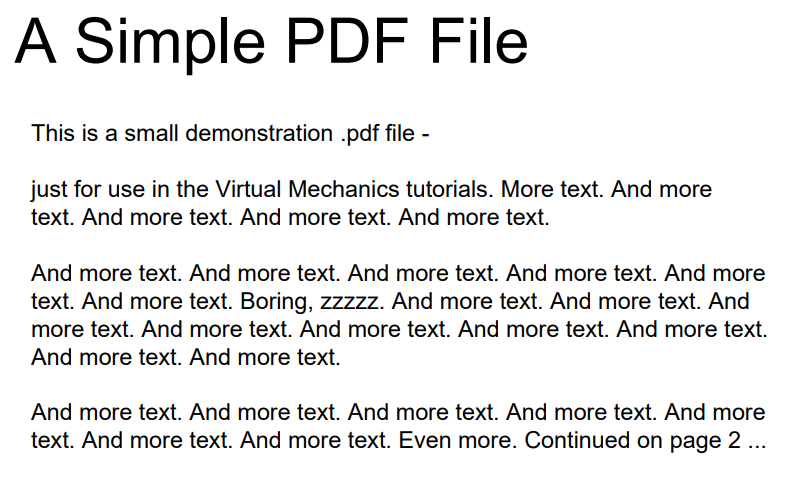 A Simple PDF File
This is a small demonstration .pdf file -
just for use in the Virtual Mechanics tutorials. More text. And more
text. And more text. And more text. And more text.
And more text. And more text. And more text. And more text. And more
text. And more text. Boring, zzzzz. And more text. And more text. And
more text. And more text. And more text. And more text. And more text.
And more text. And more text.
And more text. And more text. And more text. And more text. And more
text. And more text. And more text. Even more. Continued on page 2 ...